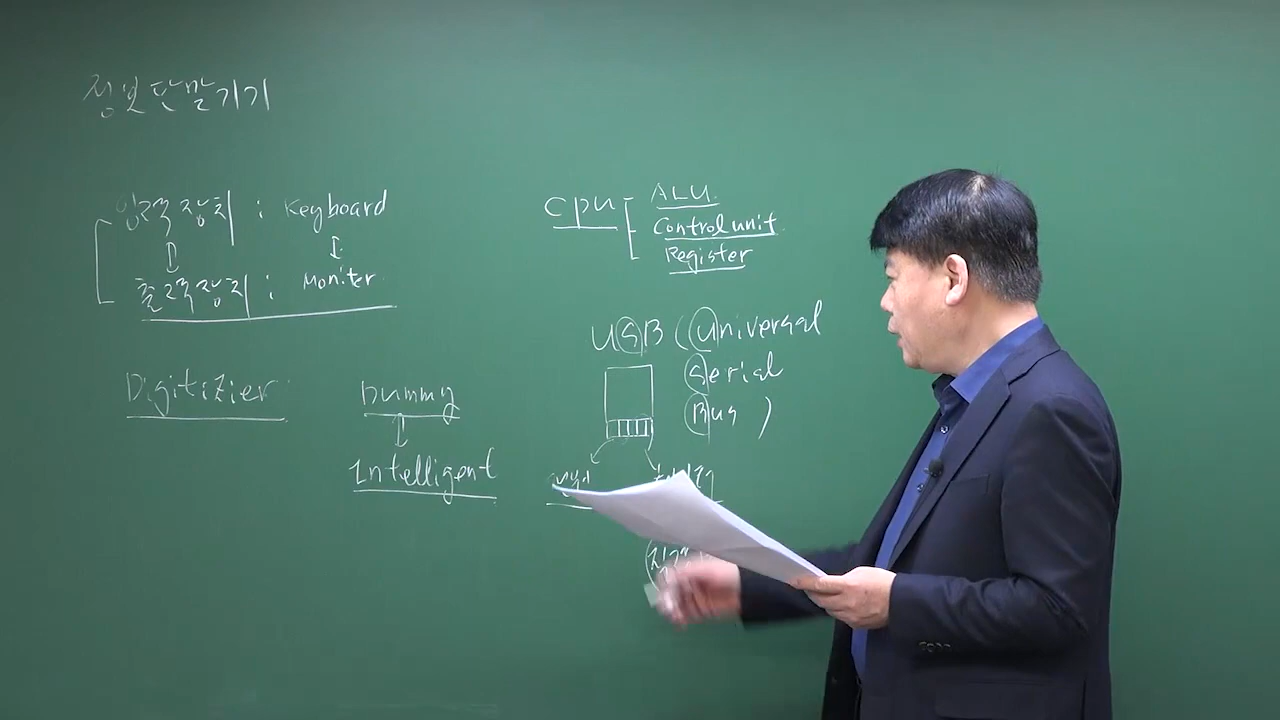 정보단말기기
입력장치 : Keyboard
출력장치 : Moniter
Digitizier
Dummy
Intelligent
CPU
ALU.
Control unit
Register
USB (Universal
Serial
Bus )